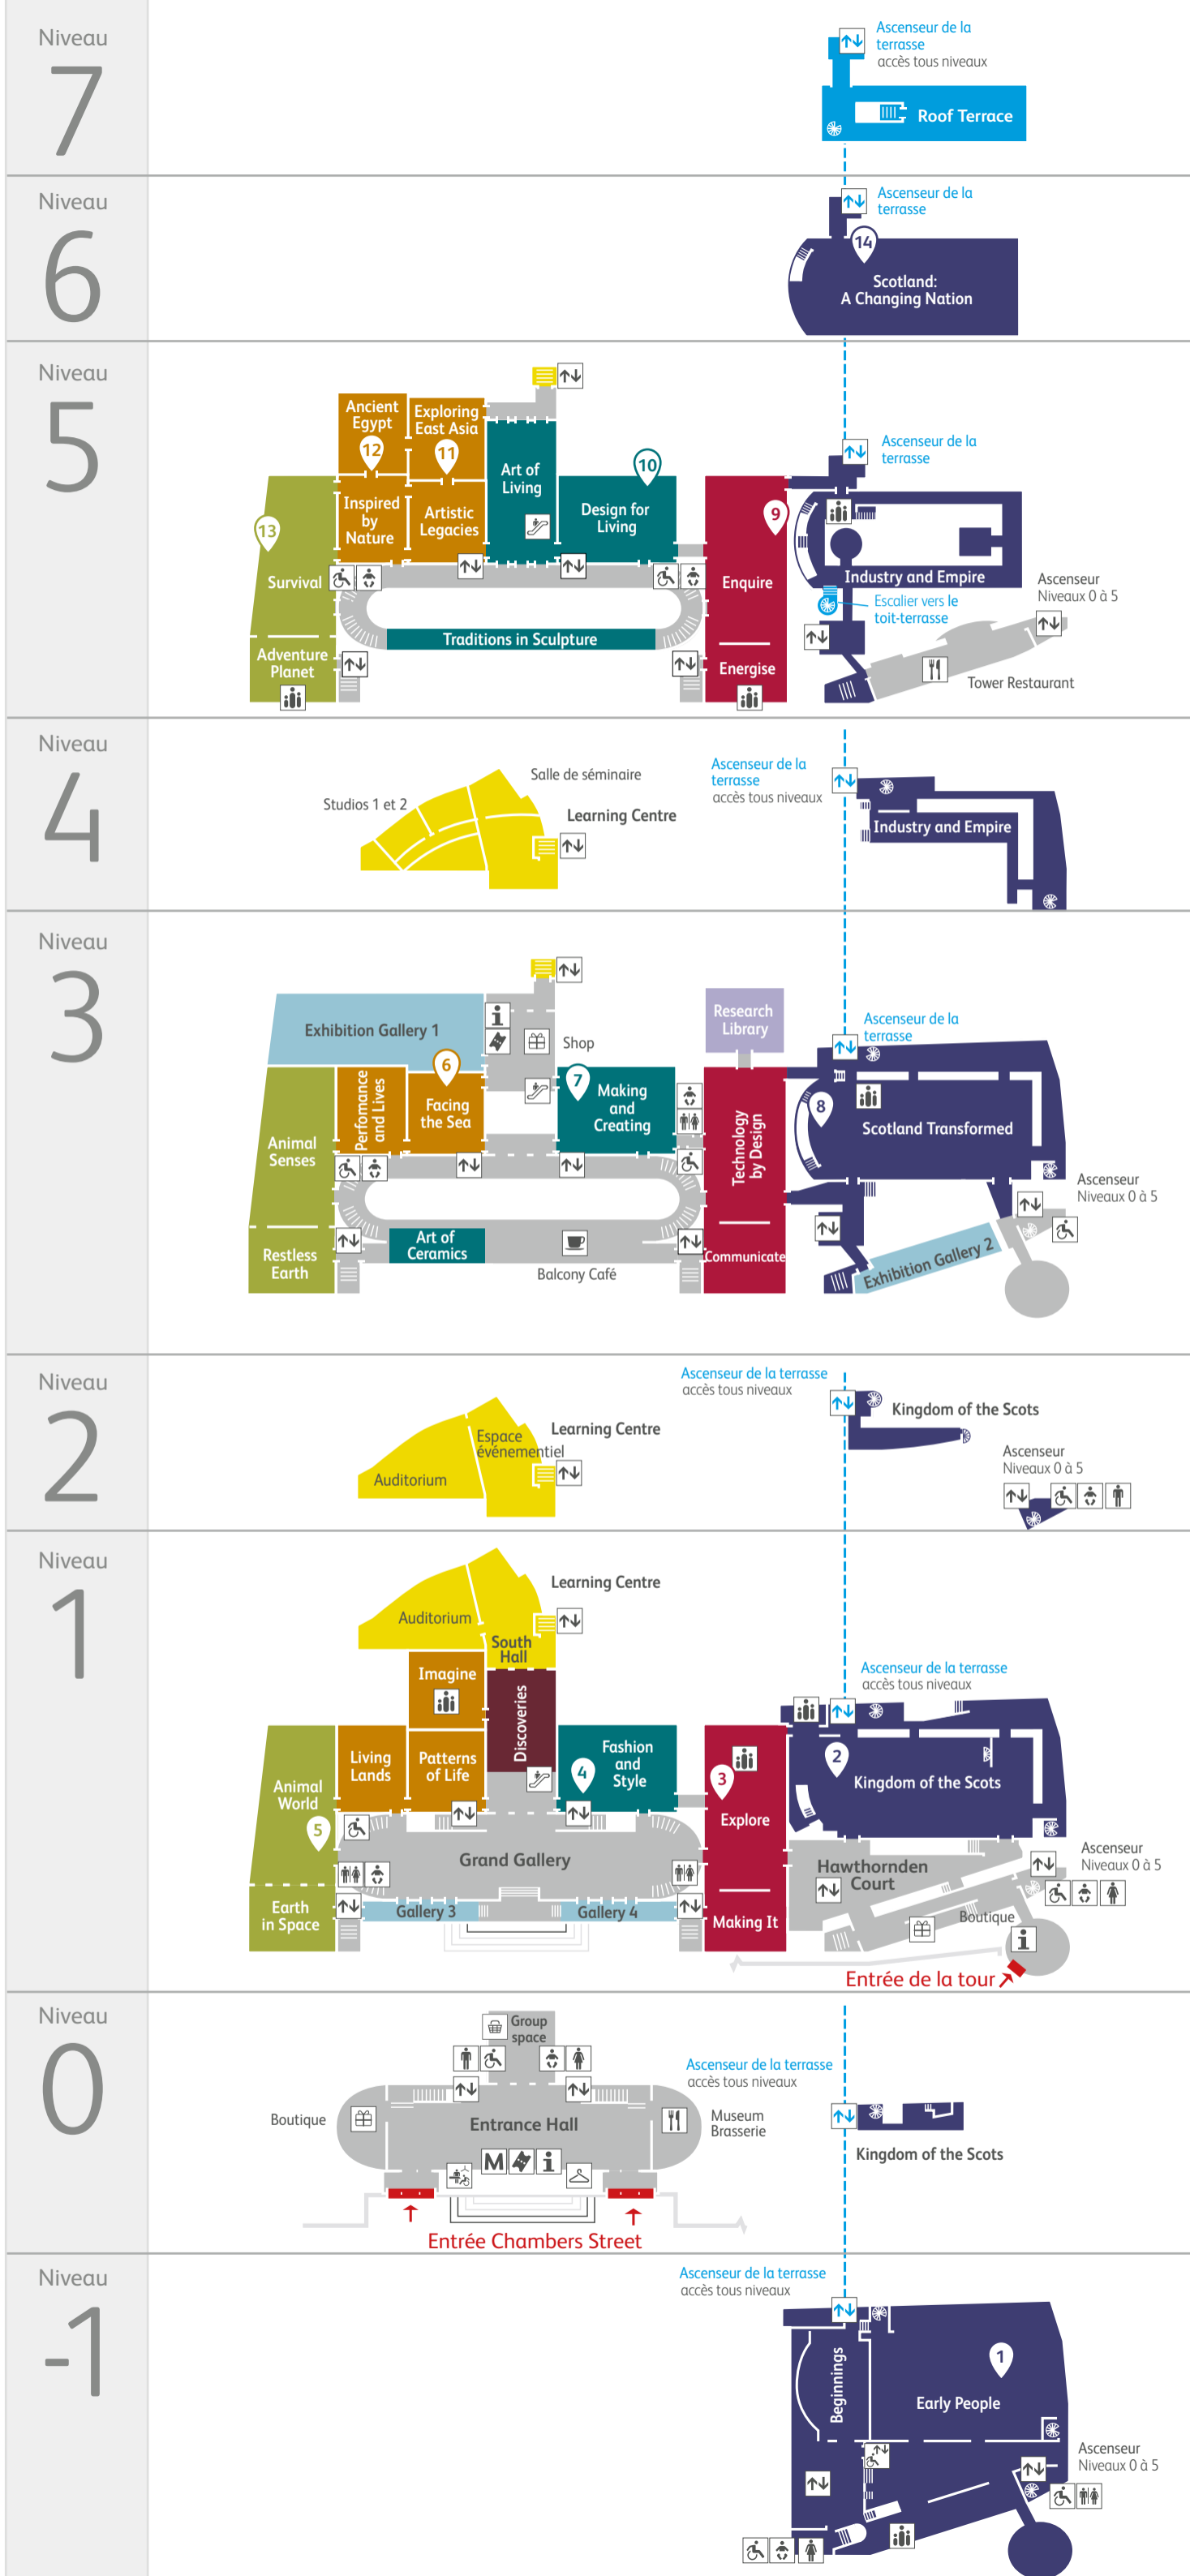 Niveau
7
Ascenseur de la
terrasse
accès tous niveaux
Roof Terrace
Niveau
6
Ascenseur de la
terrasse
14
Scotland:
A Changing Nation
Niveau
5
Ancient
Egypt
12
Exploring
East Asia
11
Art of
Living
10
Design for
Living
Inspired
by
Nature
Artistic
Legacies
13
Survival
Adventure
Planet
Traditions in Sculpture
9
Enquire
Energise
Ascenseur de la
terrasse
Industry and Empire
Escalier vers le
toit-terrasse
Ascenseur
Niveaux 0 à 5
Tower Restaurant
Niveau
4
Salle de séminaire
Studios 1 et 2
Learning Centre
Ascenseur de la
terrasse
accès tous niveaux
Industry and Empire
Niveau
3
Exhibition Gallery 1
i
Shop
Research
Library
Ascenseur de la
terrasse
6
Facing
the Sea
Perfomance
and Lives
7
Making
and
Creating
Animal
Senses
Technology
by Design
8
Scotland Transformed
Ascenseur
Niveaux 0 à 5
Restless
Earth
Art of
Ceramics
Balcony Café
Communicate
Exhibition Gallery 2
Niveau
2
Ascenseur de la terrasse
accès tous niveaux
Learning Centre
Espace
événementiel
Auditorium
Kingdom of the Scots
Ascenseur
Niveaux 0 à 5
Niveau
1
Learning Centre
Auditorium
South
Hall
Imagine
Discoveries
Ascenseur de la terrasse
accès tous niveaux
Living
Lands
Patterns
of Life
4
Fashion
and
Style
3
Explore
2
Kingdom of the Scots
Animal
World
5
Grand Gallery
Hawthornden
Court
Ascenseur
Niveaux 0 à 5
Earth
in Space
Gallery 3
Gallery 4
Making It
Boutique
i
Entrée de la tour
Niveau
0
Group
space
Ascenseur de la terrasse
accès tous niveaux
Boutique
Entrance Hall
Museum
Brasserie
M
i
Kingdom of the Scots
Entrée Chambers Street
Niveau
-1
Ascenseur de la terrasse
accès tous niveaux
Beginnings
1
Early People
Ascenseur
Niveaux 0 à 5